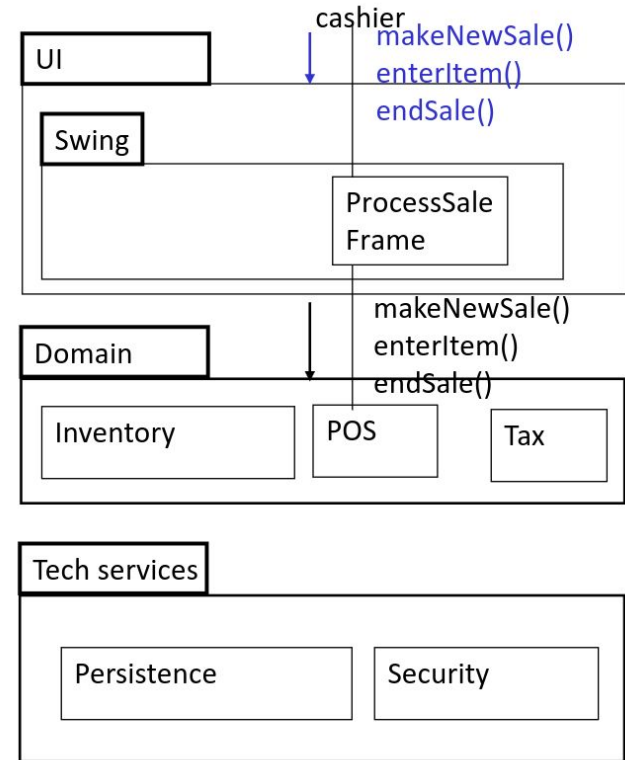 cashier
makeNewSale()
enterItem()
endSale()
UI
Swing
ProcessSale
Frame
makeNewSale()
enterItem()
endSale()
Domain
Inventory
POS
Tax
Tech services
Persistence
Security